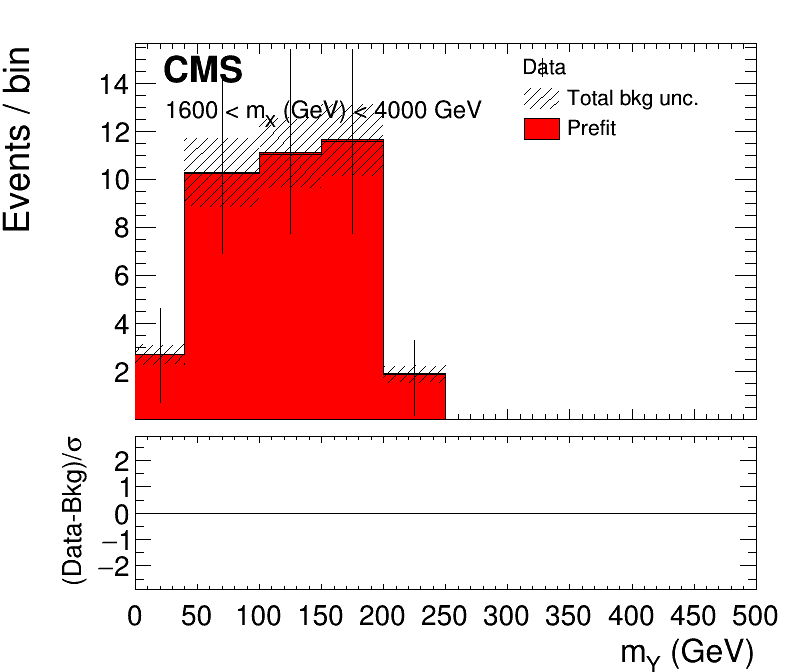 CMS
1600 < mX (GeV) < 4000 GeV
Data
Total bkg unc.
Prefit
Events / bin
14
12
10
8
6
4
2
(Data-Bkg)/σ
2
1
0
−1
−2
0 50 100 150 200 250 300 350 400 450 500
mY (GeV)